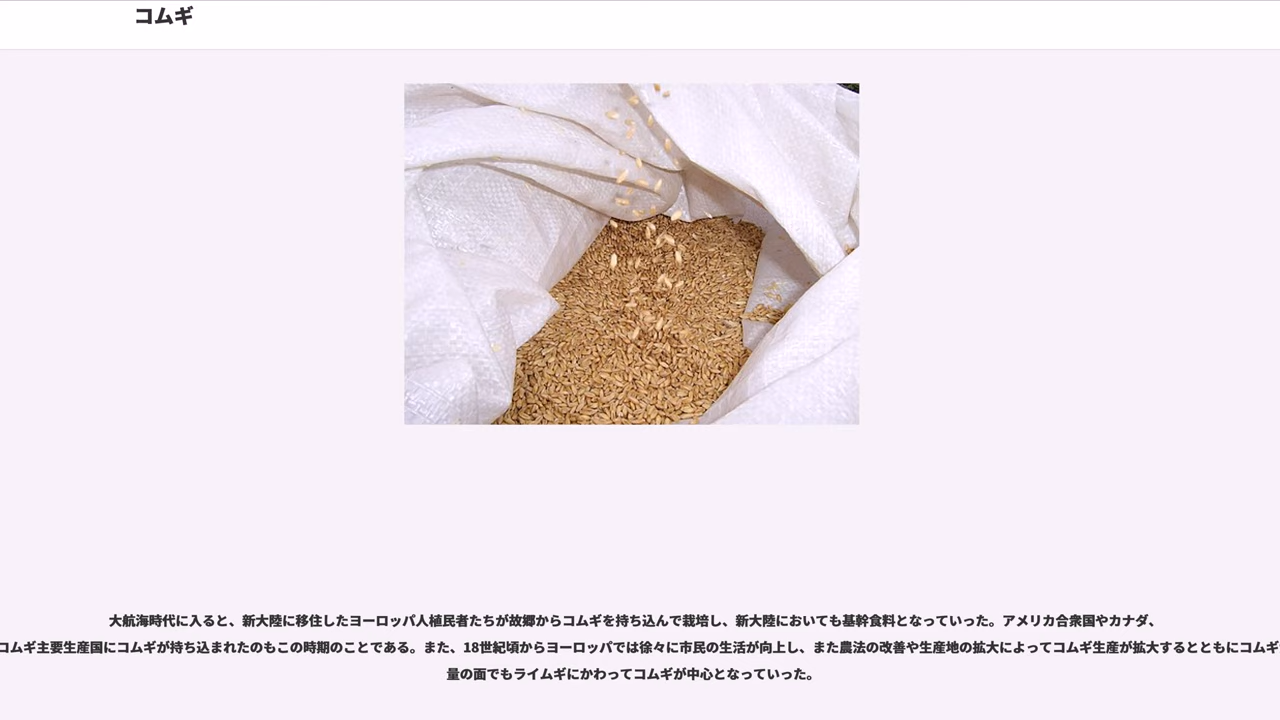 コムギ
大航海時代に入ると、新大陸に移住したヨーロッパ人植民者たちが故郷からコムギを持ち込んで栽培し、新大陸においても基幹食料となっていった。アメリカ合衆国やカナダ、
コムギ主要生産国にコムギが持ち込まれたのもこの時期のことである。また、18世紀頃からヨーロッパでは徐々に市民の生活が向上し、また農法の改善や生産地の拡大によってコムギ生産が拡大するとともにコムギ
量の面でもライムギにかわってコムギが中心となっていった。